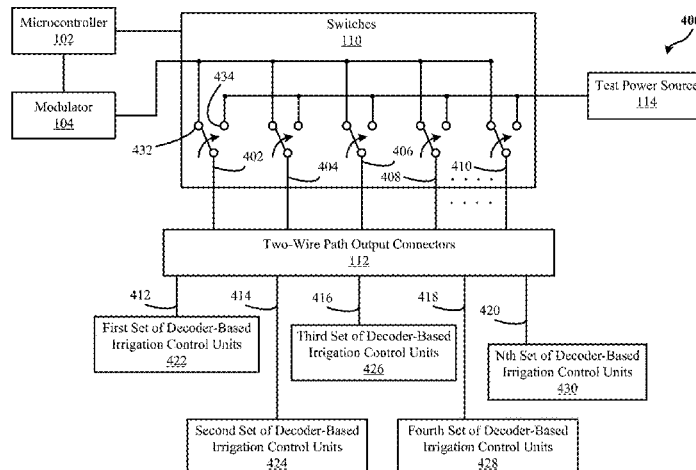 Microcontroller
102
Modulator
104
Switches
110
400
Test Power Source
114
434
432
402
404
406
408
410
Two-Wire Path Output Connectors
112
412
414
416
418
420
First Set of Decoder-Based
Irrigation Control Units
422
Third Set of Decoder-Based
Irrigation Control Units
426
Nth Set of Decoder-Based
Irrigation Control Units
430
Second Set of Decoder-Based
Irrigation Control Units
424
Fourth Set of Decoder-Based
Irrigation Control Units
428